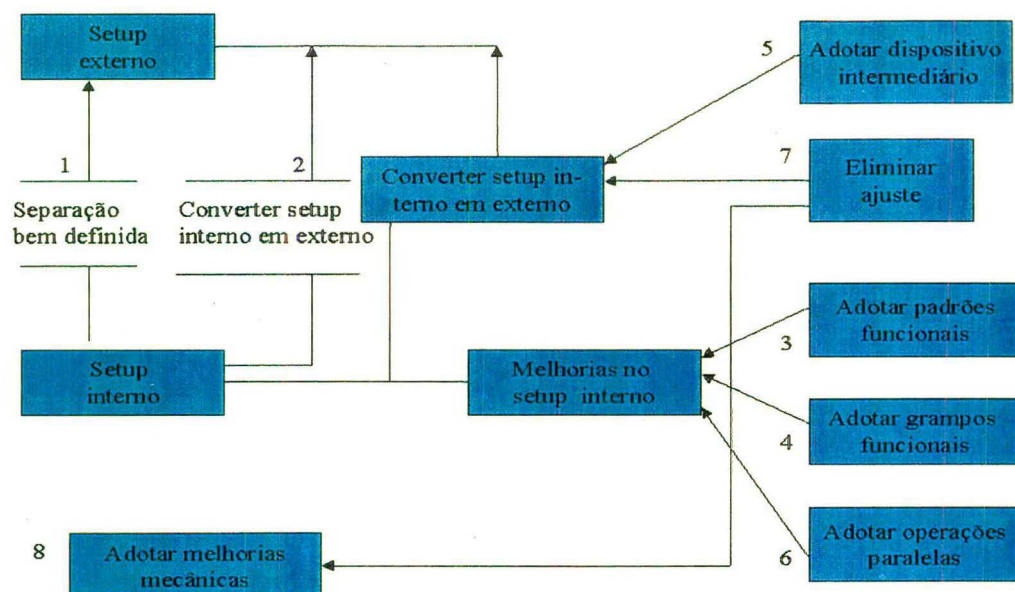 Setup
externo
5
Adotar dispositivo
intermediário
1
2
7
Eliminar
ajuste
Converter setup in-
terno em externo
Separação
bem definida
Converter setup
interno em externo
Adotar padrões
funcionais
3
Setup
interno
Melhorias no
setup interno
Adotar grampos
funcionais
4
Adotar operações
paralelas
6
8
Adotar melhorias
mecânicas